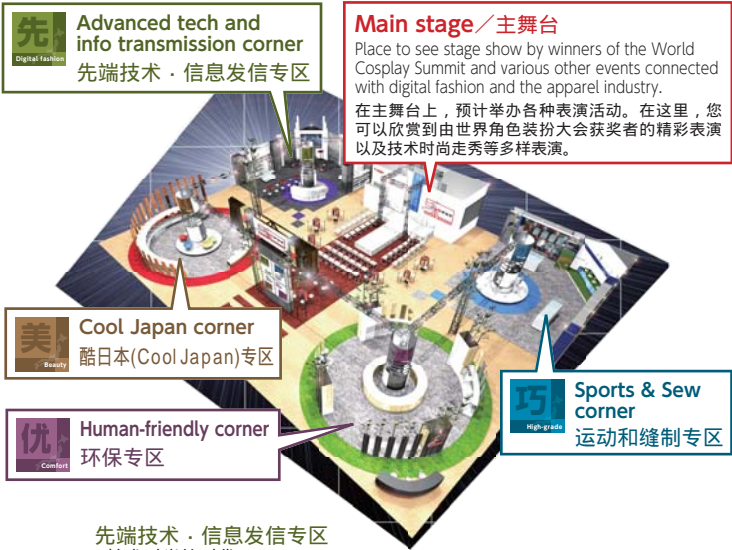 先
Digital fashion
Advanced tech and
info transmission corner
先端技术・信息发信专区
Main stage／主舞台
Place to see stage show by winners of the World
Cosplay Summit and various other events connected
with digital fashion and the apparel industry.
在主舞台上，预计举办各种表演活动。在这里，您
可以欣赏到由世界角色装扮大会获奖者的精彩表演
以及技术时尚走秀等多样表演。
美
Beauty
Cool Japan corner
酷日本(Cool Japan)专区
优
Comfort
Human-friendly corner
环保专区
巧
High-grade
Sports & Sew
corner
运动和缝制专区
先端技术・信息发信专区